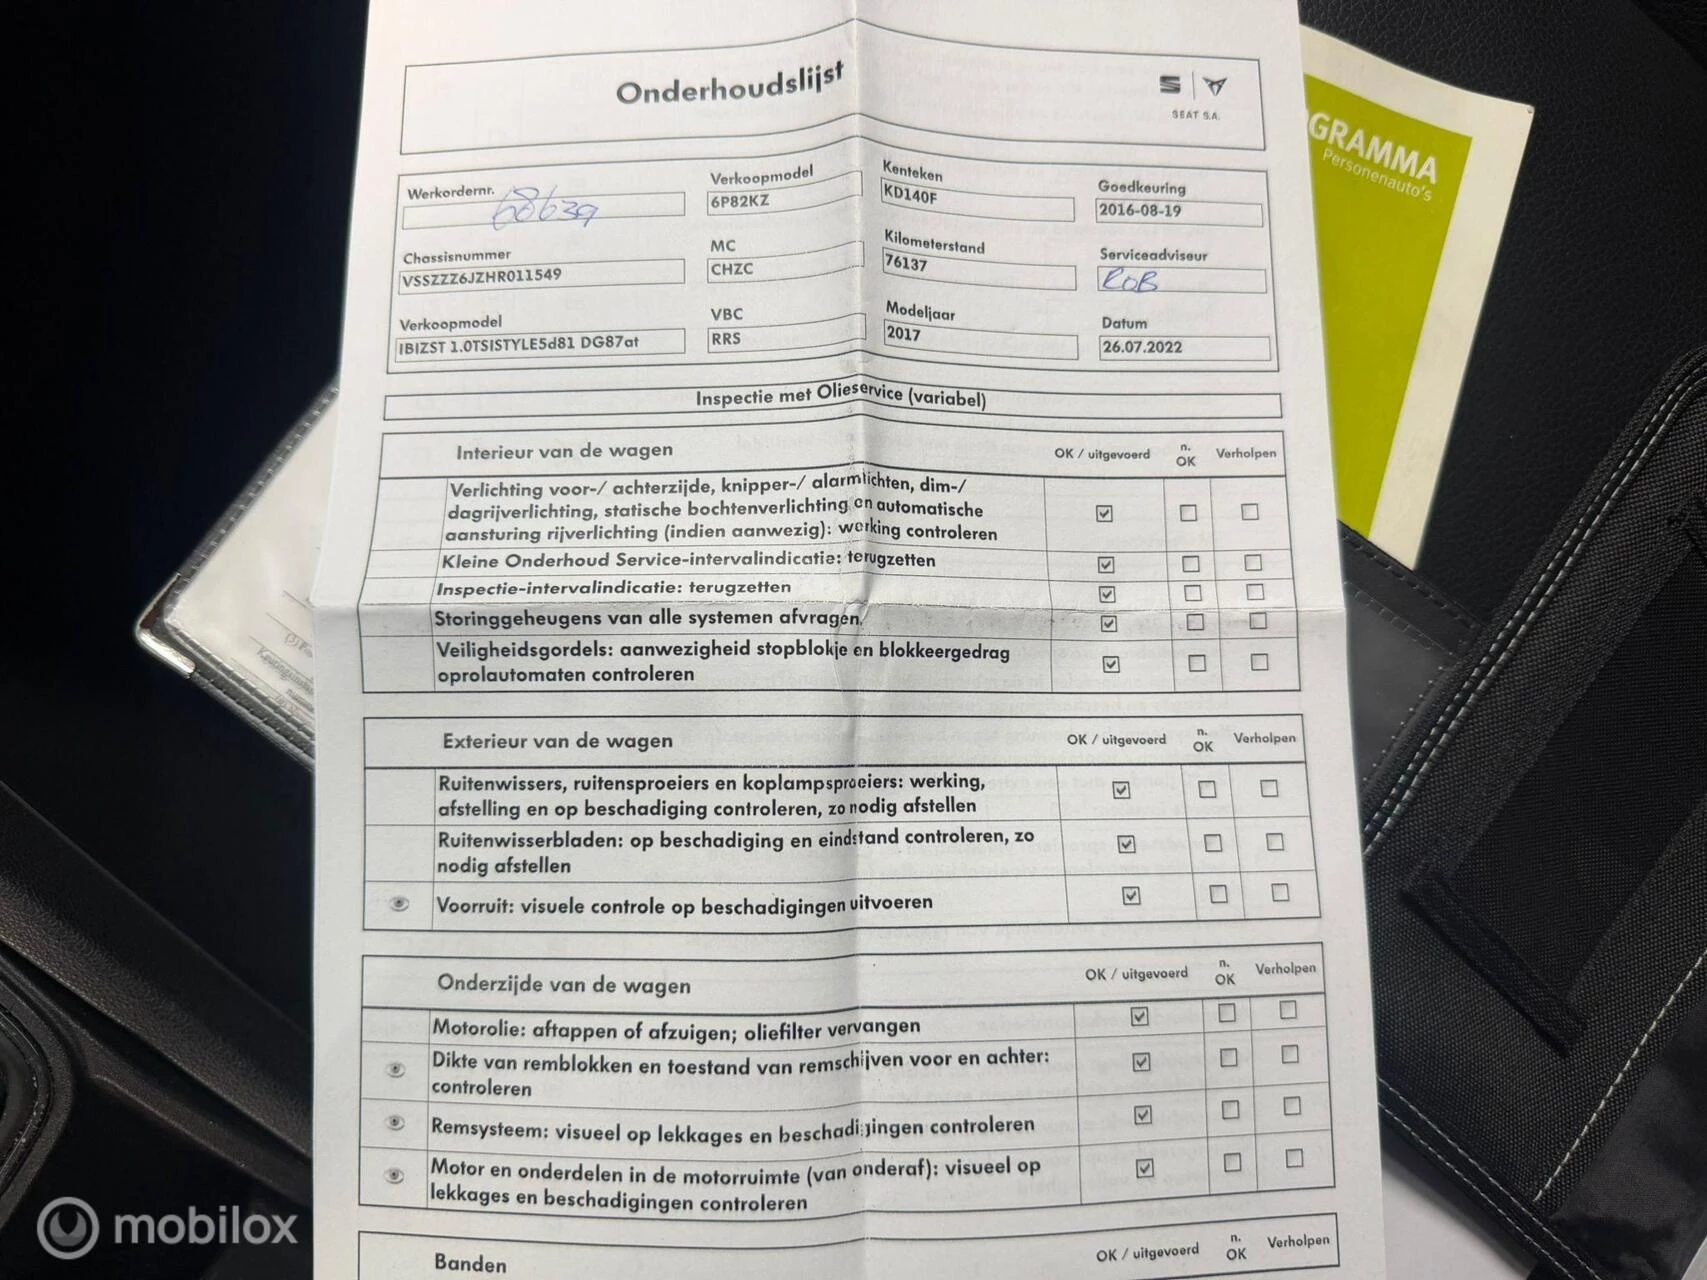 Onderhoudslijst
SEAT S.A.
GRAMMA
Personenauto's
Werkordernr.
68639
Verkoopmodel
6P82KZ
Kenteken
KD140F
Goedkeuring
2016-08-19
Chassisnummer
VSSZZZ6JZHR011549
MC
CHZC
Kilometerstand
76137
Serviceadviseur
ROB
Verkoopmodel
IBIZST 1.0TSISTYLE5d81 DG87at
VBC
RRS
Modeljaar
2017
Datum
26.07.2022
Inspectie met Olieservice (variabel)
Interieur van de wagen OK / uitgevoerd n. OK Verholpen
Verlichting voor-/ achterzijde, knipper-/ alarmlichten, dim-/
dagrijverlichting, statische bochtenverlichting en automatische
aansturing rijverlichting (indien aanwezig): werking controleren
Kleine Onderhoud Service-intervalindicatie: terugzetten
Inspectie-intervalindicatie: terugzetten
Storinggeheugens van alle systemen afvragen
Veiligheidsgordels: aanwezigheid stopblokje en blokkeergedrag
oprolautomaten controleren
Exterieur van de wagen OK / uitgevoerd n. OK Verholpen
Ruitenwissers, ruitensproeiers en koplampsproeiers: werking,
afstelling en op beschadiging controleren, zo nodig afstellen
Ruitenwisserbladen: op beschadiging en eindstand controleren, zo
nodig afstellen
Voorruit: visuele controle op beschadigingen uitvoeren
Onderzijde van de wagen OK / uitgevoerd n. OK Verholpen
Motorolie: aftappen of afzuigen; oliefilter vervangen
Dikte van remblokken en toestand van remschijven voor en achter:
controleren
Remsysteem: visueel op lekkages en beschadigingen controleren
Motor en onderdelen in de motorruimte (van onderaf): visueel op
lekkages en beschadigingen controleren
Banden OK / uitgevoerd n. OK Verholpen
mobilox